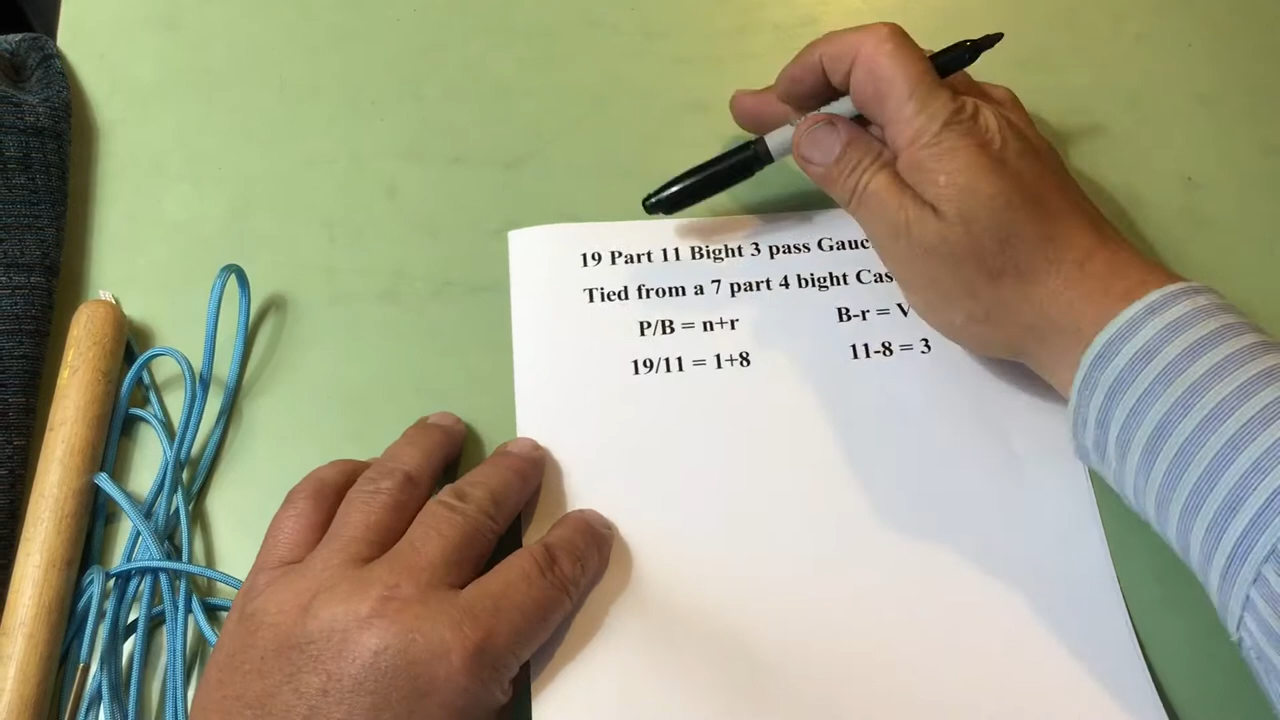 19 Part 11 Bight 3 pass
Tied from a 7 part 4 bight
P/B = n+r
B-r = V
19/11 = 1+8
11-8 = 3